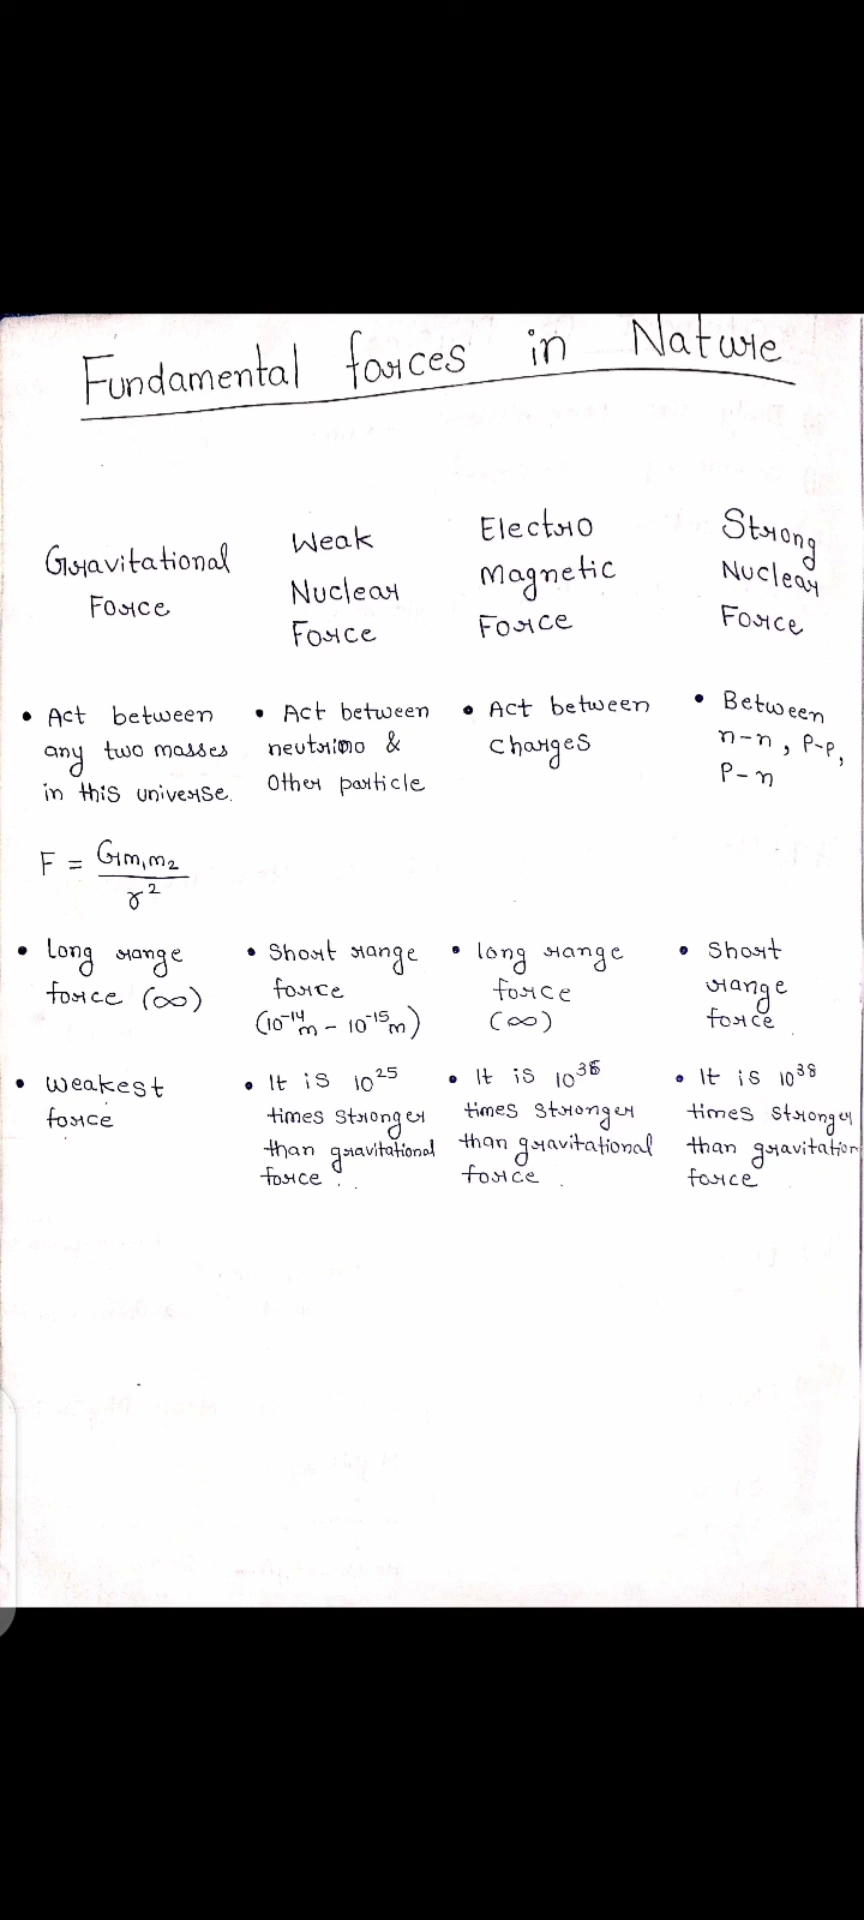 Fundamental forces in Nature
Gravitational
Force
Weak
Nuclear
Force
Electro
Magnetic
Force
Strong
Nuclear
Force
• Act between
any two masses
in this universe.
• Act between
neutrino &
Other particle
• Act between
charges
• Between
n-n, P-P,
P-n
F = Gm₁m₂
r²
• Long range
force (∞)
• Short range
force
(10⁻¹⁴m - 10⁻¹⁵m)
• long range
force
(∞)
• Short
range
force
• Weakest
force
• It is 10²⁵
times stronger
than gravitational
force
• It is 10³⁶
times stronger
than gravitational
force
• It is 10³⁸
times stronger
than gravitation
force